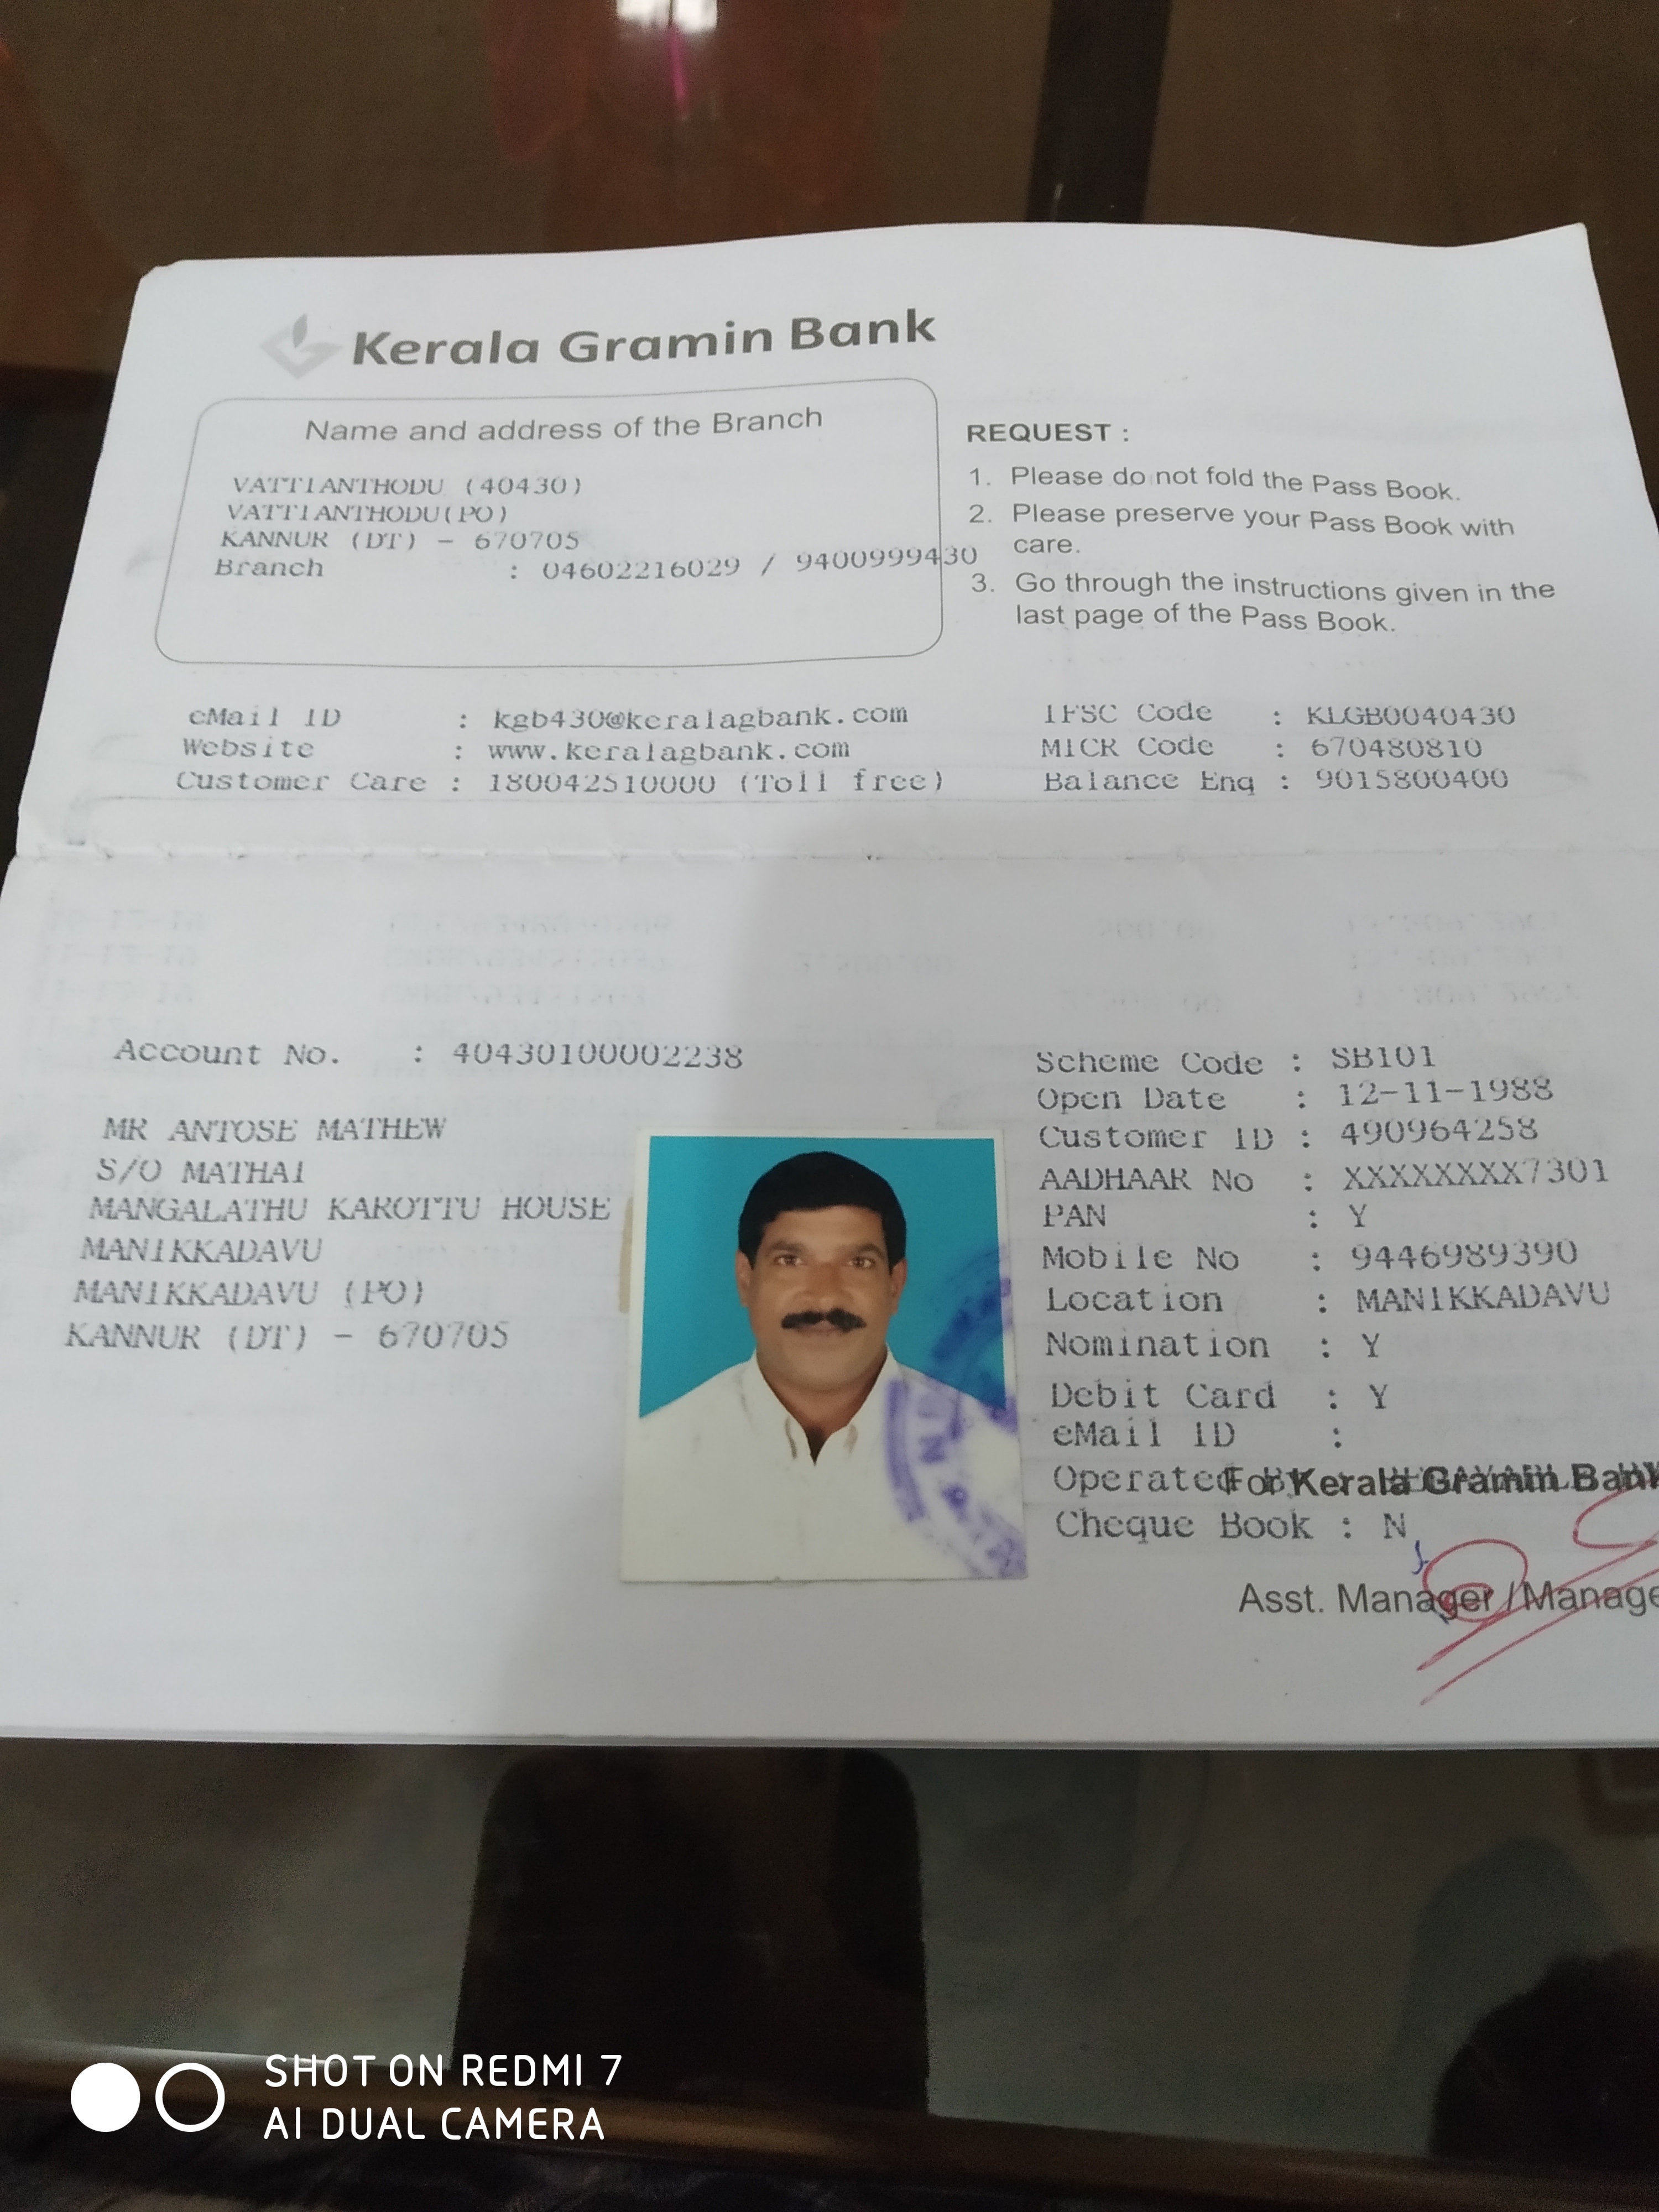 Kerala Gramin Bank
Name and address of the Branch
VATTIANTHODU (40430)
VATTIANTHODU(PO)
KANNUR (DT) - 670705
Branch : 04602216029 / 9400999430
REQUEST :
1. Please do not fold the Pass Book.
2. Please preserve your Pass Book with
care.
3. Go through the instructions given in the
last page of the Pass Book.
eMail ID : kgb430@keralagbank.com
Website : www.keralagbank.com
Customer Care : 180042510000 (Toll free)
IFSC Code : KLGB0040430
MICR Code : 670480810
Balance Enq : 9015800400
Account No. : 40430100002238
MR ANTOSE MATHEW
S/O MATHAI
MANGALATHU KAROTTU HOUSE
MANIKKADAVU
MANIKKADAVU (PO)
KANNUR (DT) - 670705
Scheme Code : SB101
Open Date : 12-11-1988
Customer ID : 490964258
AADHAAR No : XXXXXXXX7301
PAN : Y
Mobile No : 9446989390
Location : MANIKKADAVU
Nomination : Y
Debit Card : Y
eMail ID :
Operated By :
For Kerala Gramin Bank
Cheque Book : N
Asst. Manager / Manage
SHOT ON REDMI 7
AI DUAL CAMERA